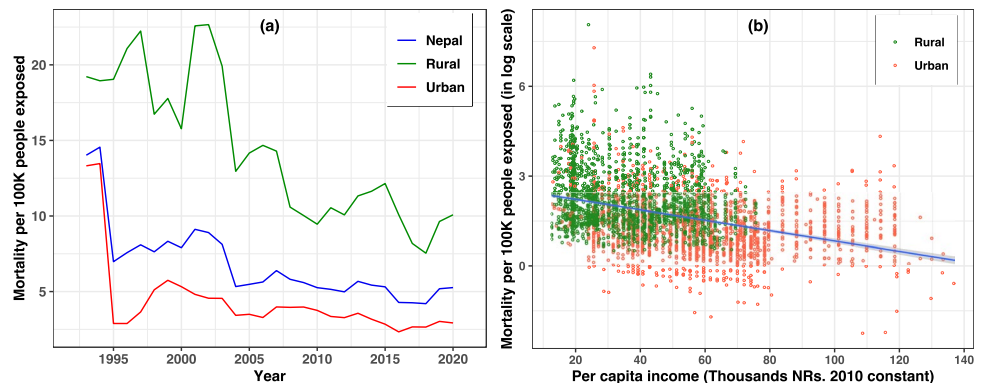 (a)
Nepal
Rural
Urban
Mortality per 100K people exposed
20
15
10
5
1995
2000
2005
2010
2015
2020
Year
(b)
Rural
Urban
Mortality per 100K people exposed (in log scale)
6
3
0
20
40
60
80
100
120
140
Per capita income (Thousands NRs. 2010 constant)